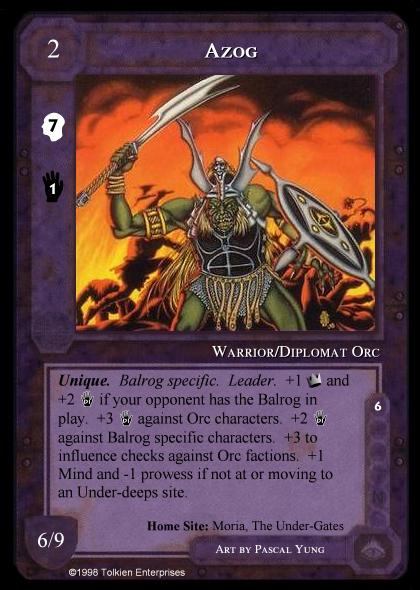 2
AZOG
7
1
WARRIOR/DIPLOMAT ORC
Unique. Balrog specific. Leader. +1 and
+2 DI if your opponent has the Balrog in
play. +3 DI against Orc characters. +2 DI
against Balrog specific characters. +3 to
influence checks against Orc factions. +1
Mind and -1 prowess if not at or moving to
an Under-deeps site.
6
Home Site: Moria, The Under-Gates
6/9
ART BY PASCAL YUNG
©1998 Tolkien Enterprises